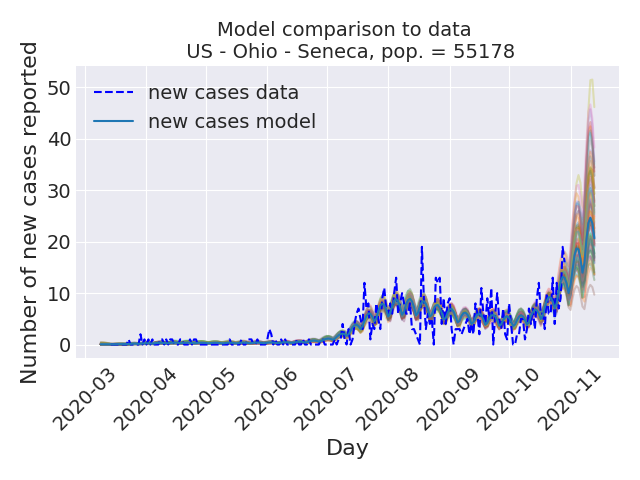 Model comparison to data
US - Ohio - Seneca, pop. = 55178
new cases data
new cases model
Number of new cases reported
50
40
30
20
10
0
2020-03
2020-04
2020-05
2020-06
2020-07
2020-08
2020-09
2020-10
2020-11
Day